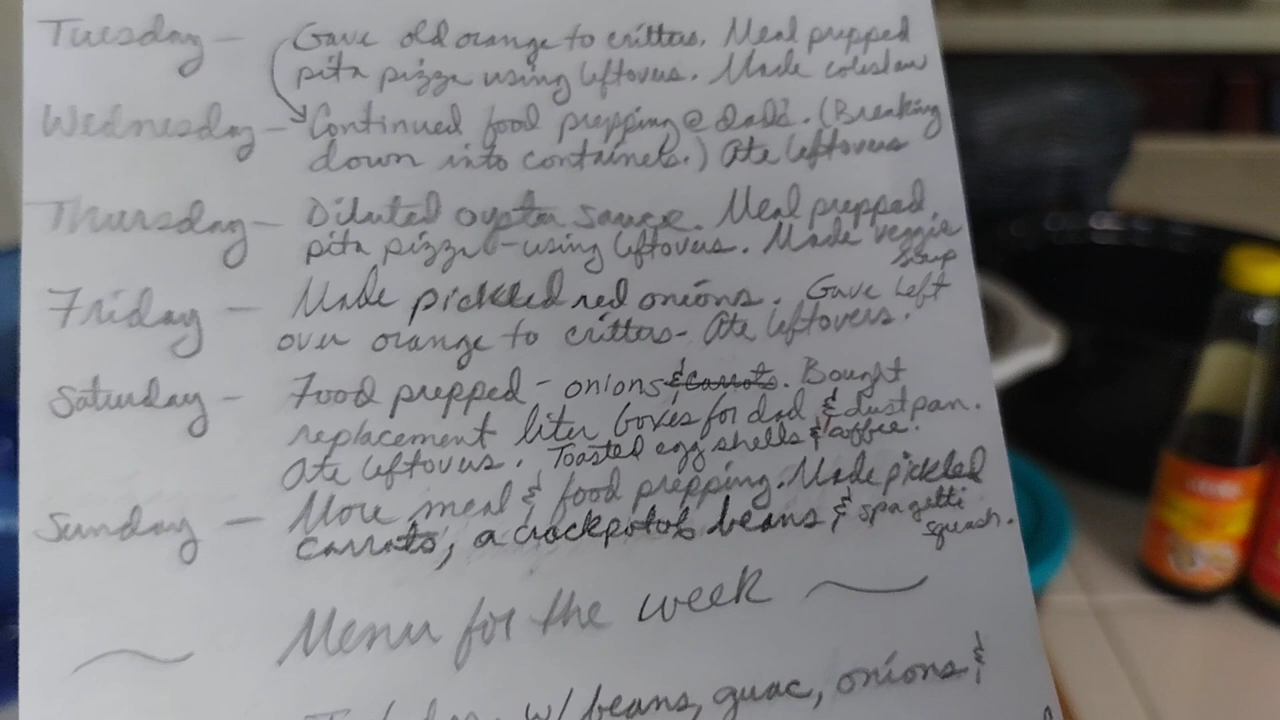 Tuesday - Gave old orange to critters. Meal prepped
pita pizza using leftovers. Made coleslaw
Wednesday - Continued food prepping @ dad's. (Breaking
down into containers.) Ate leftovers
Thursday - Diluted oyster sauce. Meal prepped
pita pizza - using leftovers. Made veggie
soup
Friday - Made pickled red onions. Gave left
over orange to critters - Ate leftovers.
Saturday - Food prepped - onions & carrots. Bought
replacement liter boxes for dad & dustpan.
Ate leftovers. Toasted egg shells & coffee.
Sunday - More meal & food prepping. Made pickled
carrots, a crockpot of beans & spagetti
squash.
Menu for the week
w/ beans, guac, onions &